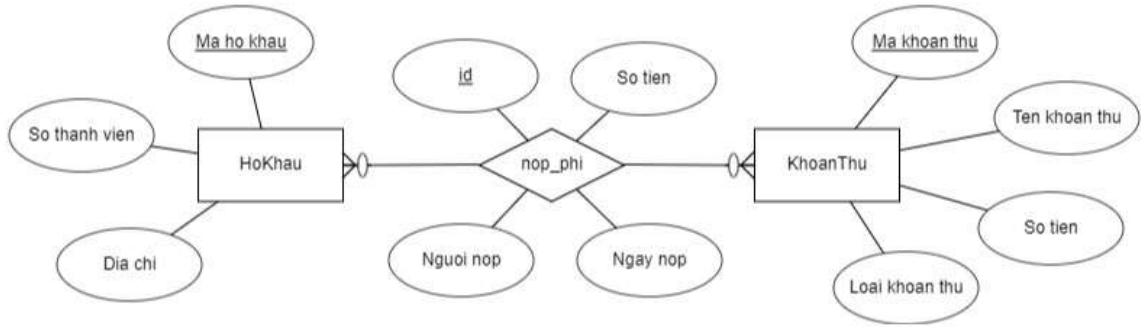 Ma ho khau
So thanh vien
HoKhau
Dia chi
id
So tien
nop_phi
Nguoi nop
Ngay nop
Ma khoan thu
Ten khoan thu
KhoanThu
So tien
Loai khoan thu